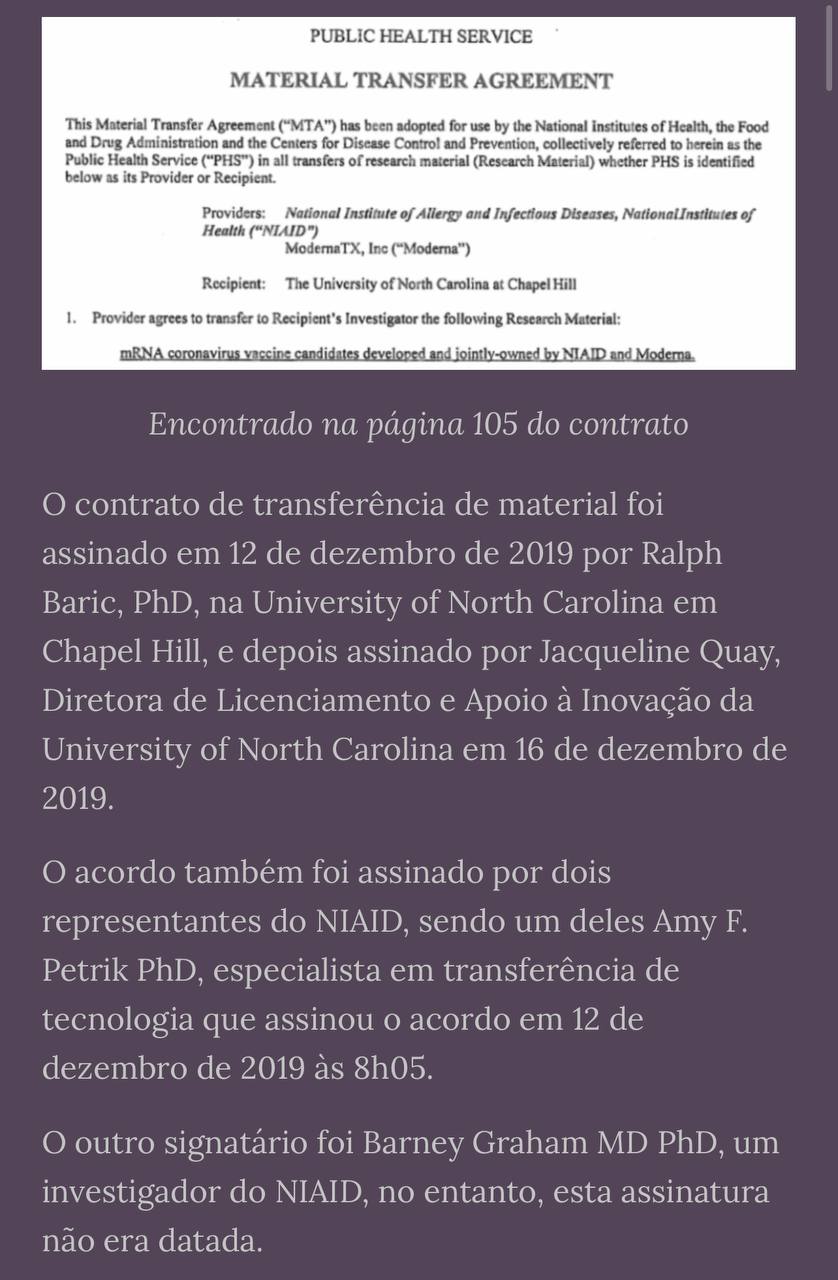 PUBLIC HEALTH SERVICE
MATERIAL TRANSFER AGREEMENT
This Material Transfer Agreement ("MTA") has been adopted for use by the National Institutes of Health, the Food
and Drug Administration and the Centers for Disease Control and Prevention, collectively referred to herein as the
Public Health Service ("PHS") in all transfers of research material (Research Material) whether PHS is identified
below as its Provider or Recipient.
Providers: National Institute of Allergy and Infectious Diseases, National Institutes of
Health ("NIAID")
ModernaTX, Inc ("Moderna")
Recipient: The University of North Carolina at Chapel Hill
1. Provider agrees to transfer to Recipient's Investigator the following Research Material:
mRNA coronavirus vaccine candidates developed and jointly-owned by NIAID and Moderna.
Encontrado na página 105 do contrato
O contrato de transferência de material foi
assinado em 12 de dezembro de 2019 por Ralph
Baric, PhD, na University of North Carolina em
Chapel Hill, e depois assinado por Jacqueline Quay,
Diretora de Licenciamento e Apoio à Inovação da
University of North Carolina em 16 de dezembro de
2019.
O acordo também foi assinado por dois
representantes do NIAID, sendo um deles Amy F.
Petrik PhD, especialista em transferência de
tecnologia que assinou o acordo em 12 de
dezembro de 2019 às 8h05.
O outro signatário foi Barney Graham MD PhD, um
investigador do NIAID, no entanto, esta assinatura
não era datada.